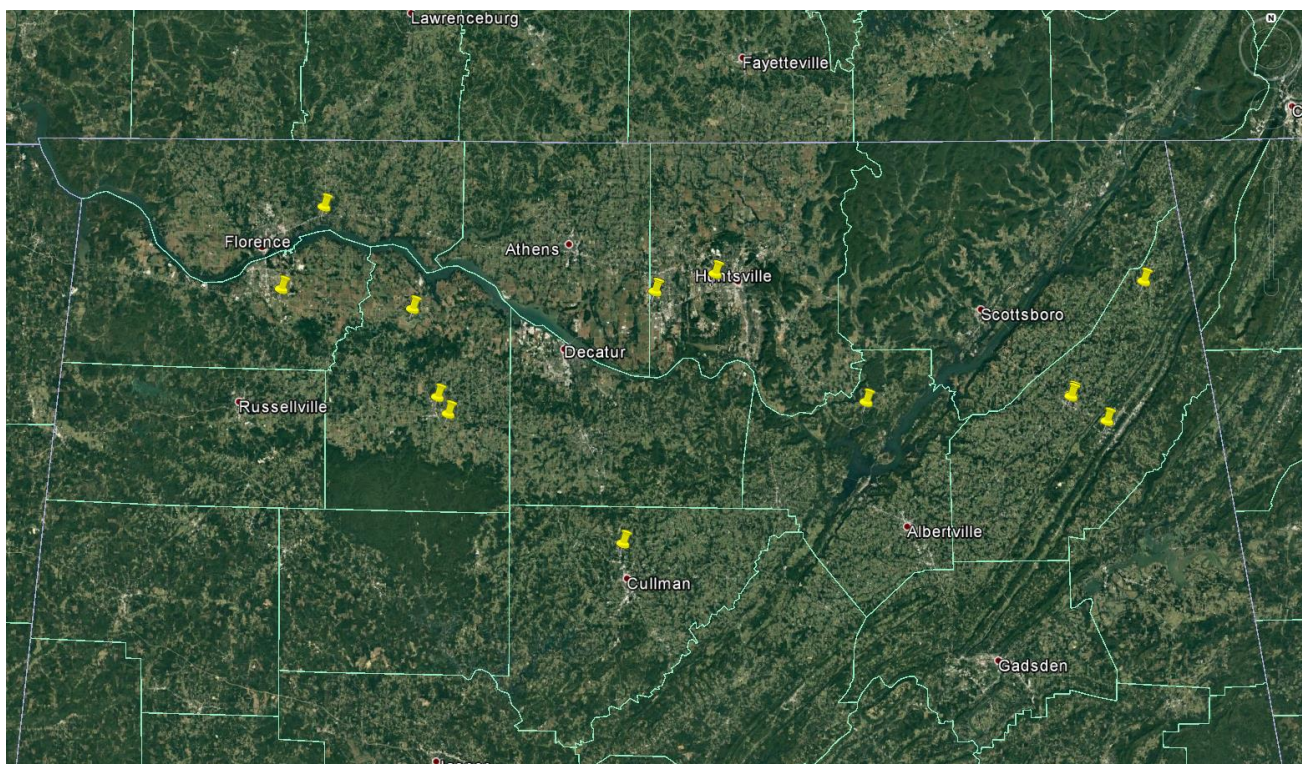 Lawrenceburg
Fayetteville
N
C
Florence
Athens
Huntsville
Scottsboro
Decatur
Russellville
Albertville
Cullman
Gadsden